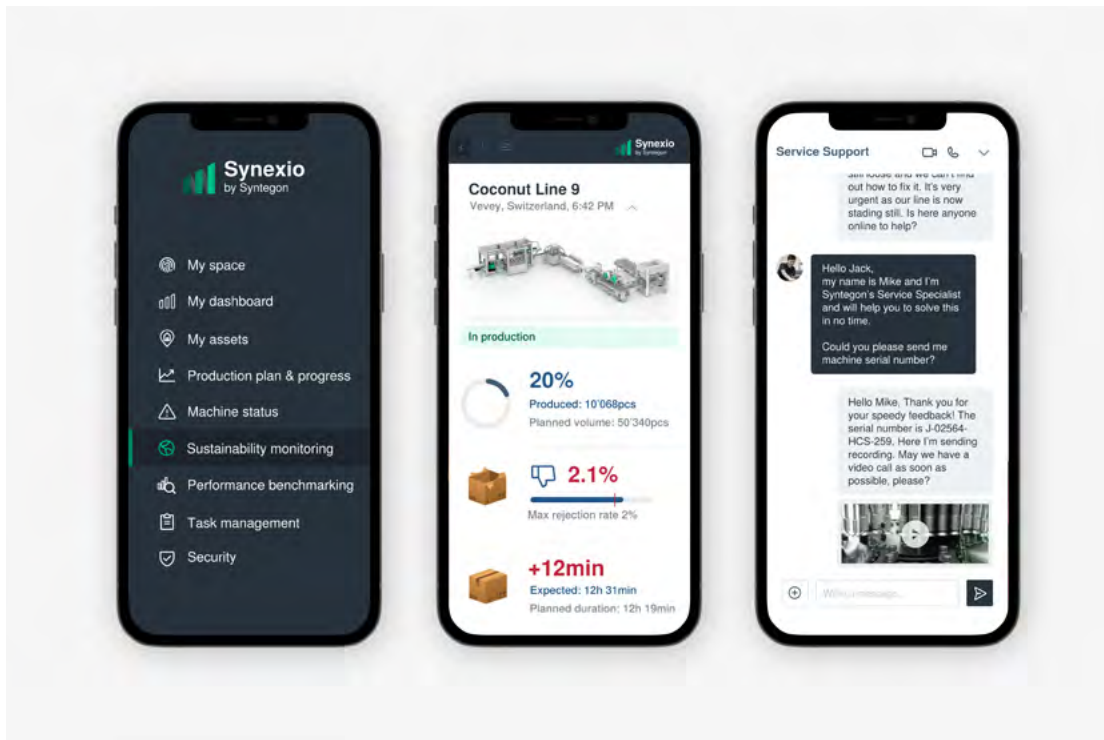 Synexio
by Syntegon
My space
My dashboard
My assets
Production plan & progress
Machine status
Sustainability monitoring
Performance benchmarking
Task management
Security
Synexio
by Syntegon
Coconut Line 9
Vevey, Switzerland, 6:42 PM
In production
20%
Produced: 10'068pcs
Planned volume: 50'340pcs
2.1%
Max rejection rate 2%
+12min
Expected: 12h 31min
Planned duration: 12h 19min
Service Support
still loose and we can't find
out how to fix it. It's very
urgent as our line is now
stading still. Is here anyone
online to help?
Hello Jack,
my name is Mike and I'm
Syntegon's Service Specialist
and will help you to solve this
in no time.
Could you please send me
machine serial number?
Hello Mike, Thank you for
your speedy feedback! The
serial number is J-02564-
HCS-259, Here I'm sending
recording. May we have a
video call as soon as
possible, please?
message...